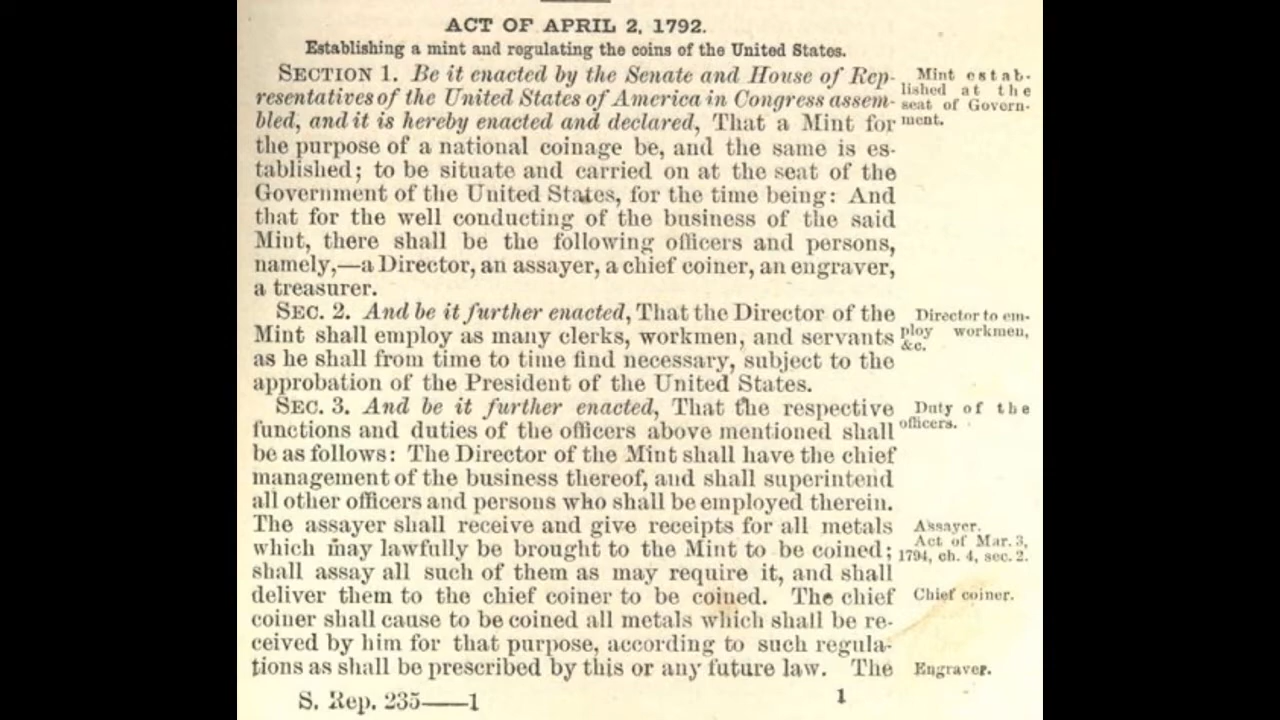 ACT OF APRIL 2, 1792.
Establishing a mint and regulating the coins of the United States.
SECTION 1. Be it enacted by the Senate and House of Rep-
resentatives of the United States of America in Congress assem-
bled, and it is hereby enacted and declared, That a Mint for
the purpose of a national coinage be, and the same is es-
tablished; to be situate and carried on at the seat of the
Government of the United States, for the time being: And
that for the well conducting of the business of the said
Mint, there shall be the following officers and persons,
namely,—a Director, an assayer, a chief coiner, an engraver,
a treasurer.
Mint estab-
lished at the
seat of Govern-
ment.
SEC. 2. And be it further enacted, That the Director of the
Mint shall employ as many clerks, workmen, and servants
as he shall from time to time find necessary, subject to the
approbation of the President of the United States.
Director to em-
ploy workmen,
&c.
SEC. 3. And be it further enacted, That the respective
functions and duties of the officers above mentioned shall
be as follows: The Director of the Mint shall have the chief
management of the business thereof, and shall superintend
all other officers and persons who shall be employed therein.
The assayer shall receive and give receipts for all metals
which may lawfully be brought to the Mint to be coined;
shall assay all such of them as may require it, and shall
deliver them to the chief coiner to be coined. The chief
coiner shall cause to be coined all metals which shall be re-
ceived by him for that purpose, according to such regula-
tions as shall be prescribed by this or any future law. The
Duty of the
officers.
Assayer.
Act of Mar. 3,
1794, ch. 4, sec. 2.
Chief coiner.
Engraver.
S. Rep. 235——1
1